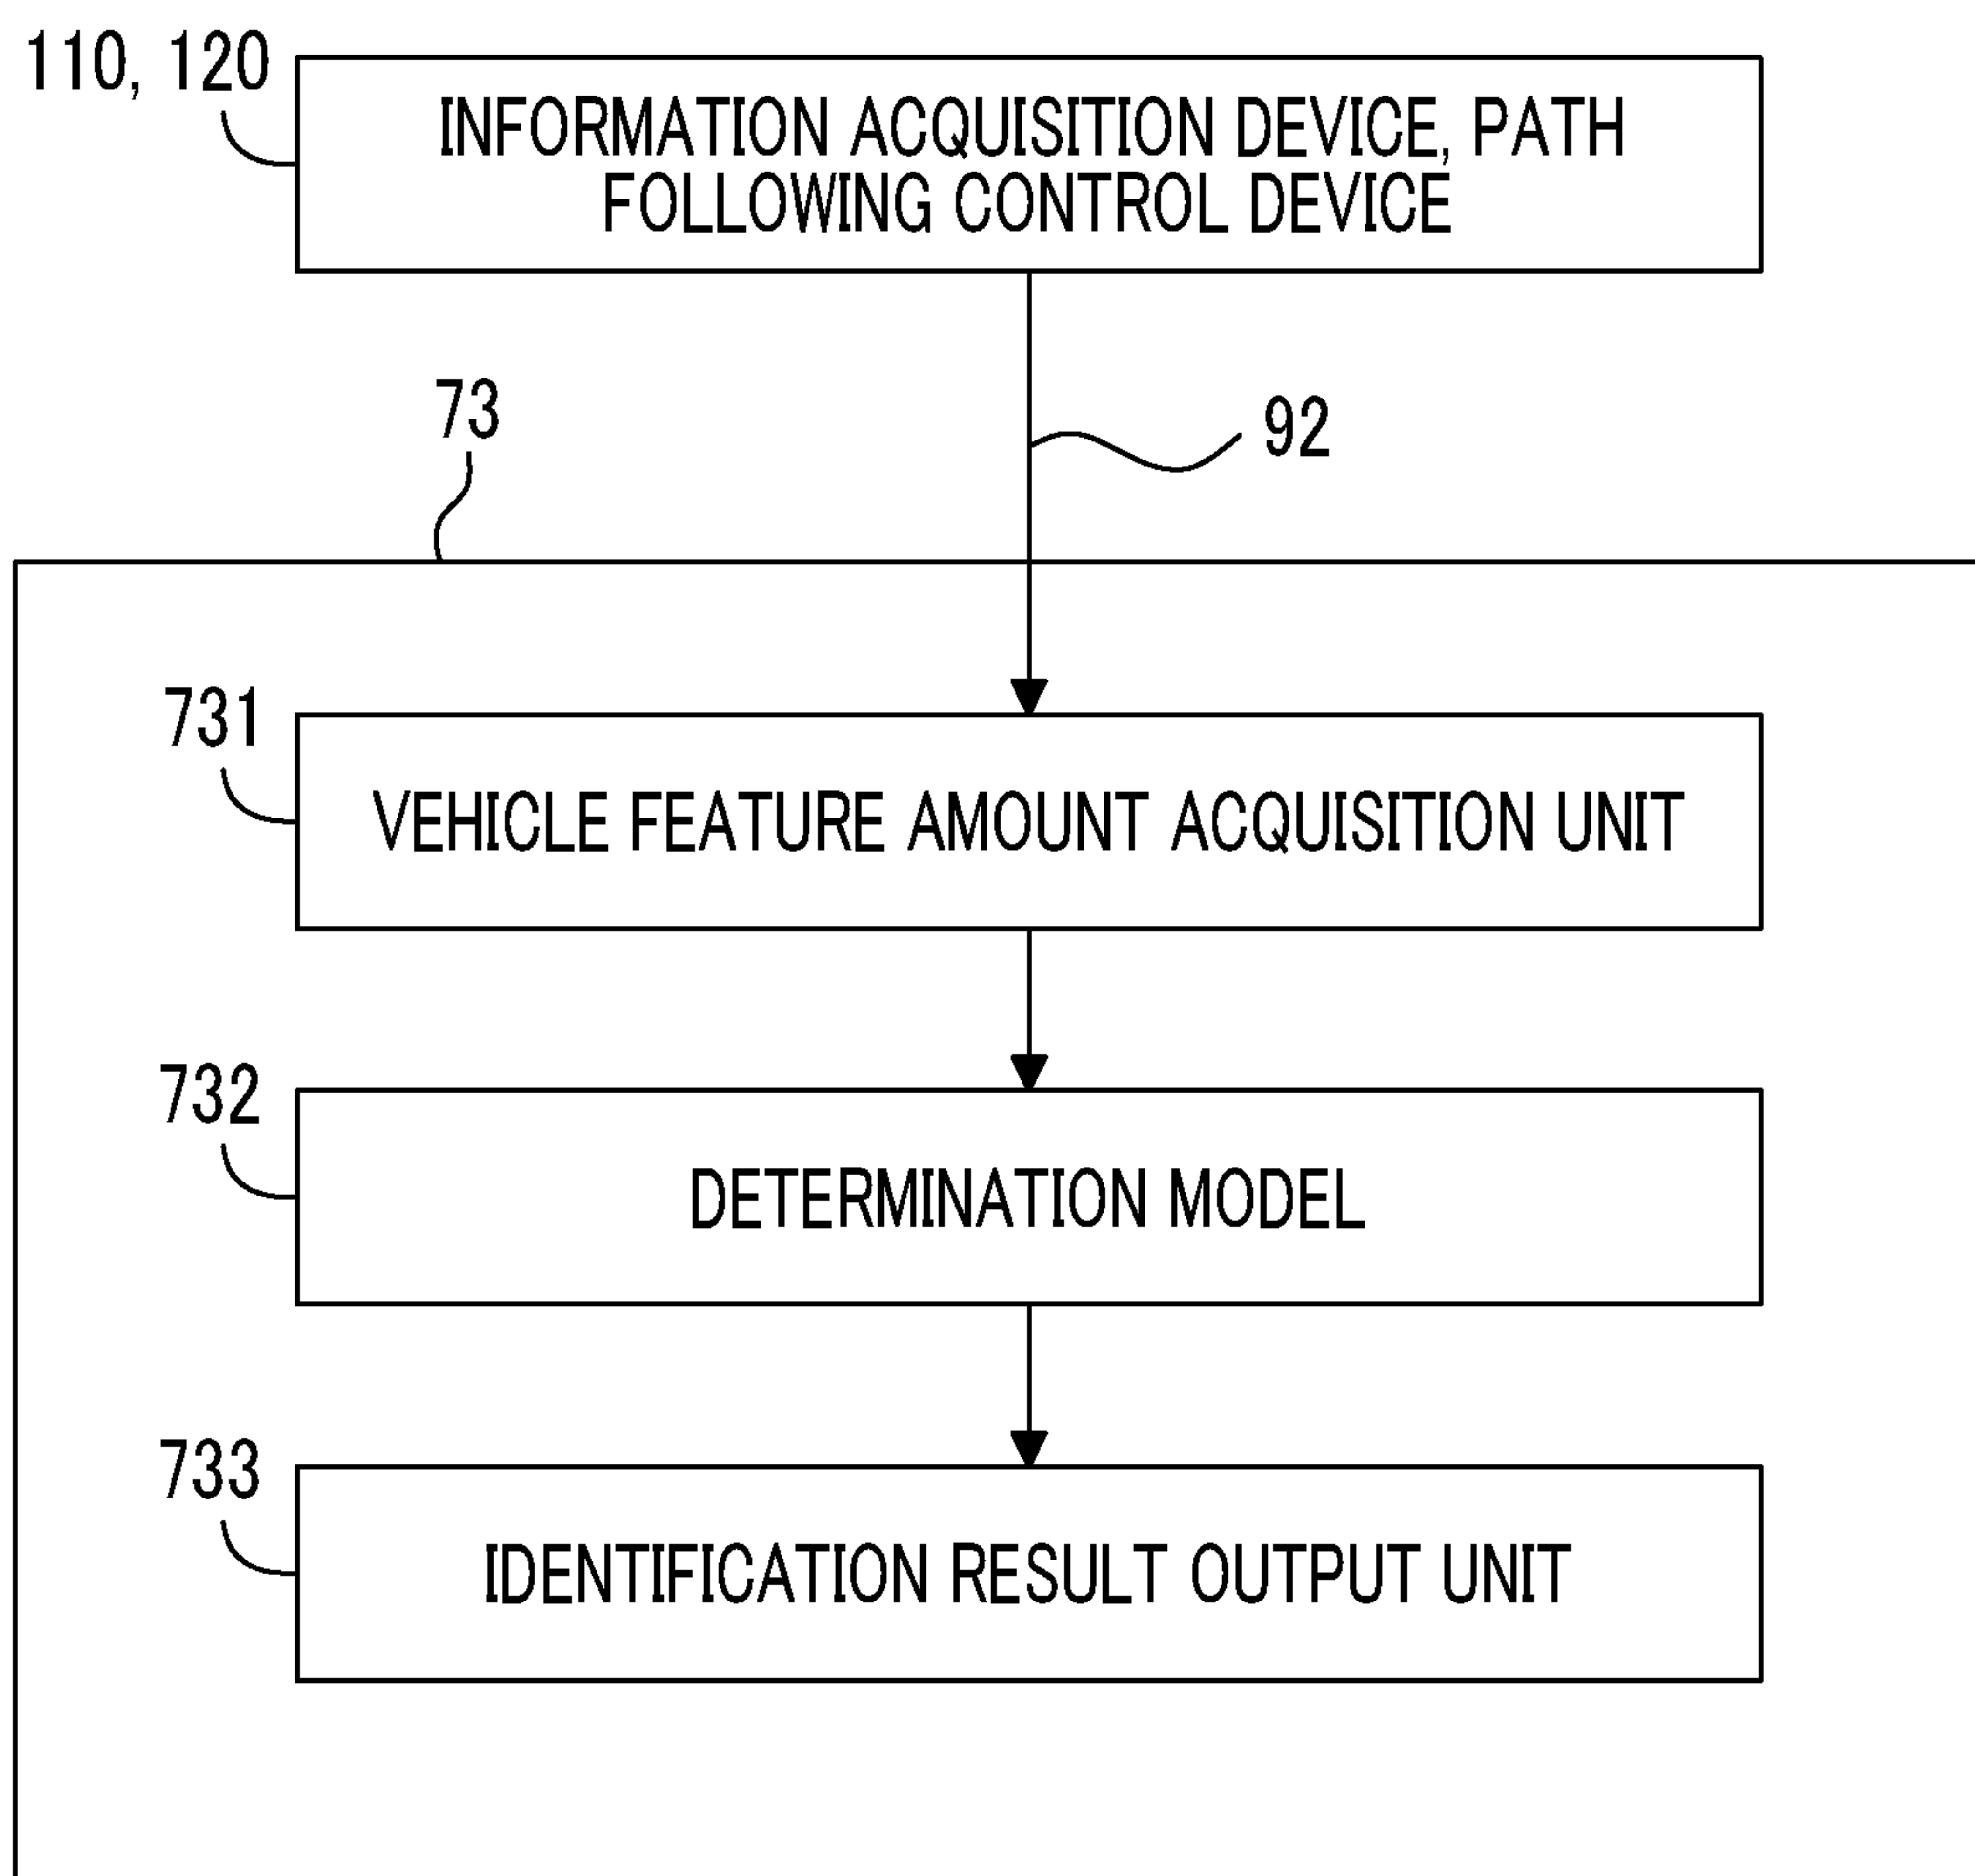 110, 120
INFORMATION ACQUISITION DEVICE, PATH
FOLLOWING CONTROL DEVICE
73
92
731
VEHICLE FEATURE AMOUNT ACQUISITION UNIT
732
DETERMINATION MODEL
733
IDENTIFICATION RESULT OUTPUT UNIT